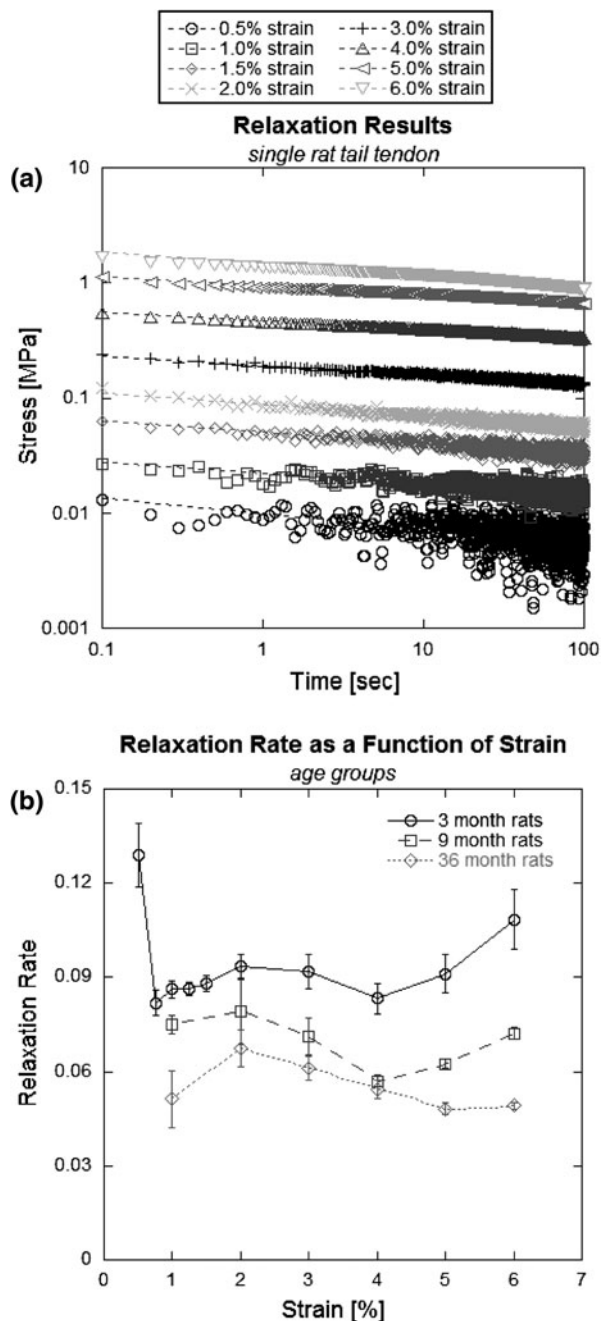 0.5% strain 3.0% strain
1.0% strain 4.0% strain
1.5% strain 5.0% strain
2.0% strain 6.0% strain
Relaxation Results
single rat tail tendon
(a)
10
1
0.1
0.01
0.001
Stress [MPa]
0.1 1 10 100
Time [sec]
Relaxation Rate as a Function of Strain
age groups
(b)
3 month rats
9 month rats
36 month rats
0.15
0.12
0.09
0.06
0.03
0
Relaxation Rate
0 1 2 3 4 5 6 7
Strain [%]